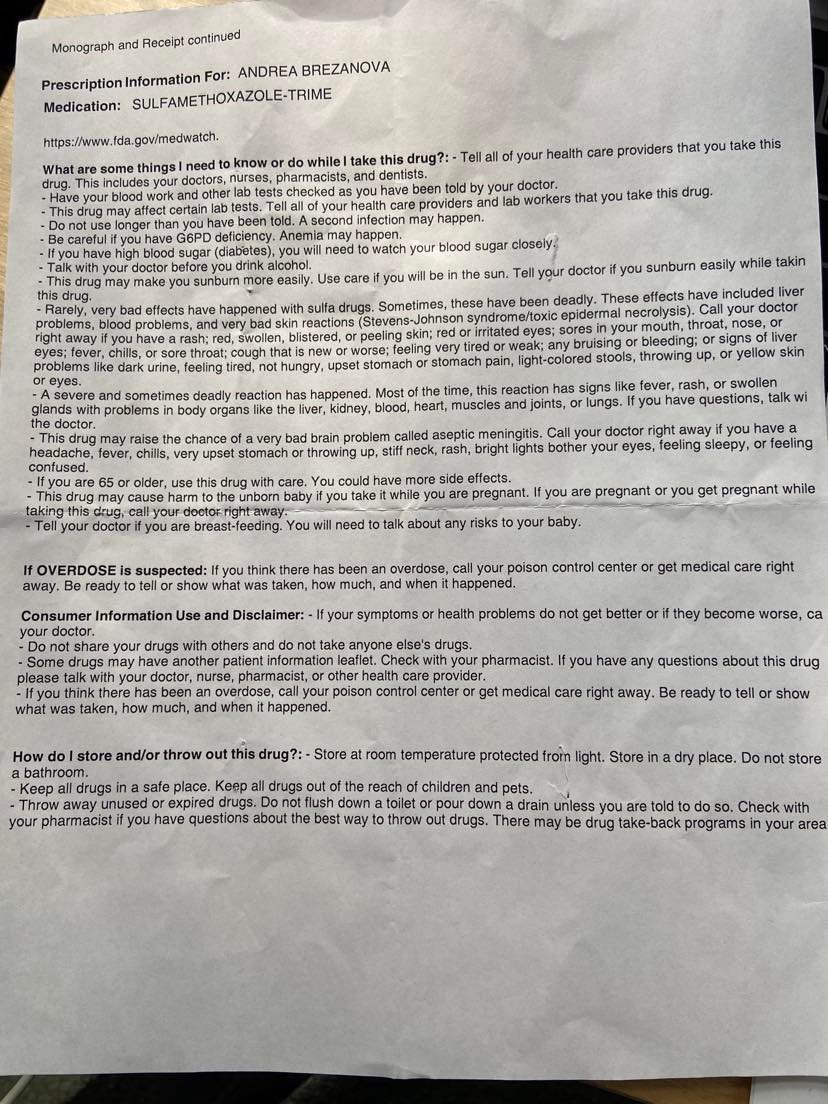 Monograph and Receipt continued
Prescription Information For: ANDREA BREZANOVA
Medication: SULFAMETHOXAZOLE-TRIME
https://www.fda.gov/medwatch.
What are some things I need to know or do while I take this drug?: - Tell all of your health care providers that you take this
drug. This includes your doctors, nurses, pharmacists, and dentists.
- Have your blood work and other lab tests checked as you have been told by your doctor.
- This drug may affect certain lab tests. Tell all of your health care providers and lab workers that you take this drug.
- Do not use longer than you have been told. A second infection may happen.
- Be careful if you have G6PD deficiency. Anemia may happen.
- If you have high blood sugar (diabetes), you will need to watch your blood sugar closely.
- Talk with your doctor before you drink alcohol.
- This drug may make you sunburn more easily. Use care if you will be in the sun. Tell your doctor if you sunburn easily while takin
this drug.
- Rarely, very bad effects have happened with sulfa drugs. Sometimes, these have been deadly. These effects have included liver
problems, blood problems, and very bad skin reactions (Stevens-Johnson syndrome/toxic epidermal necrolysis). Call your doctor
right away if you have a rash; red, swollen, blistered, or peeling skin; red or irritated eyes; sores in your mouth, throat, nose, or
eyes; fever, chills, or sore throat; cough that is new or worse; feeling very tired or weak; any bruising or bleeding; or signs of liver
problems like dark urine, feeling tired, not hungry, upset stomach or stomach pain, light-colored stools, throwing up, or yellow skin
or eyes.
- A severe and sometimes deadly reaction has happened. Most of the time, this reaction has signs like fever, rash, or swollen
glands with problems in body organs like the liver, kidney, blood, heart, muscles and joints, or lungs. If you have questions, talk wi
the doctor.
- This drug may raise the chance of a very bad brain problem called aseptic meningitis. Call your doctor right away if you have a
headache, fever, chills, very upset stomach or throwing up, stiff neck, rash, bright lights bother your eyes, feeling sleepy, or feeling
confused.
- If you are 65 or older, use this drug with care. You could have more side effects.
- This drug may cause harm to the unborn baby if you take it while you are pregnant. If you are pregnant or you get pregnant while
taking this drug, call your doctor right away.
- Tell your doctor if you are breast-feeding. You will need to talk about any risks to your baby.
If OVERDOSE is suspected: If you think there has been an overdose, call your poison control center or get medical care right
away. Be ready to tell or show what was taken, how much, and when it happened.
Consumer Information Use and Disclaimer: - If your symptoms or health problems do not get better or if they become worse, ca
your doctor.
- Do not share your drugs with others and do not take anyone else's drugs.
- Some drugs may have another patient information leaflet. Check with your pharmacist. If you have any questions about this drug
please talk with your doctor, nurse, pharmacist, or other health care provider.
- If you think there has been an overdose, call your poison control center or get medical care right away. Be ready to tell or show
what was taken, how much, and when it happened.
How do I store and/or throw out this drug?: - Store at room temperature protected from light. Store in a dry place. Do not store
a bathroom.
- Keep all drugs in a safe place. Keep all drugs out of the reach of children and pets.
- Throw away unused or expired drugs. Do not flush down a toilet or pour down a drain unless you are told to do so. Check with
your pharmacist if you have questions about the best way to throw out drugs. There may be drug take-back programs in your area